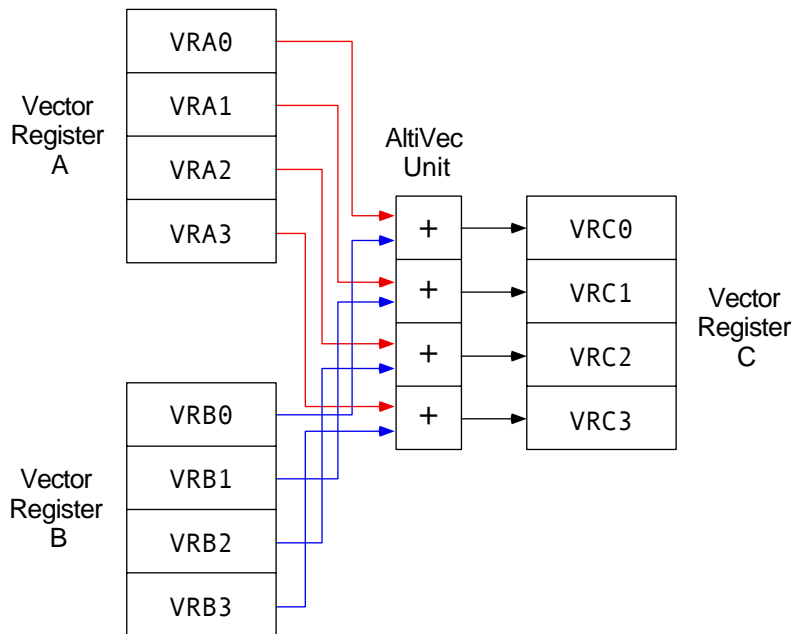 Vector
Register
A
VRA0
VRA1
VRA2
VRA3
AltiVec
Unit
+
+
+
+
VRC0
VRC1
VRC2
VRC3
Vector
Register
C
Vector
Register
B
VRB0
VRB1
VRB2
VRB3